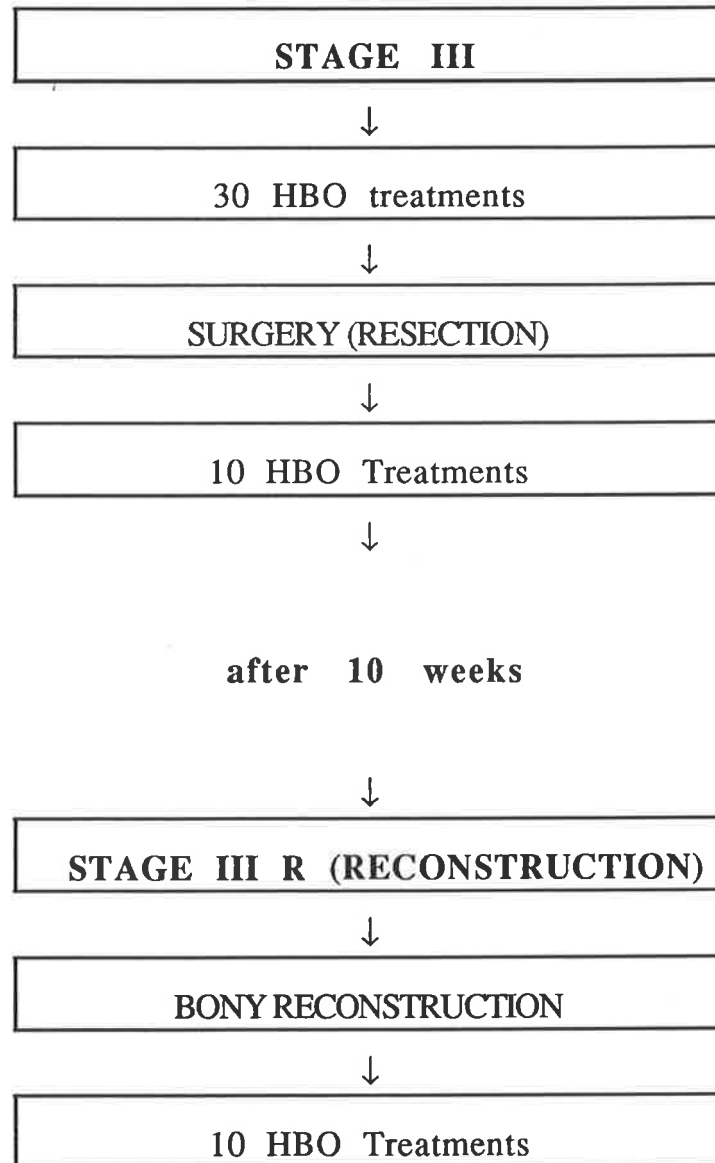 STAGE III
↓
30 HBO treatments
↓
SURGERY (RESECTION)
↓
10 HBO Treatments
↓
after 10 weeks
↓
STAGE III R (RECONSTRUCTION)
↓
BONY RECONSTRUCTION
↓
10 HBO Treatments